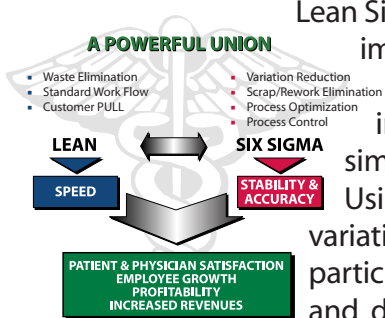 Lean Si
A POWERFUL UNION
im
▪ Waste Elimination
▪ Standard Work Flow
▪ Customer PULL
▪ Variation Reduction
▪ Scrap/Rework Elimination
▪ Process Optimization
▪ Process Control
in
LEAN
SIX SIGMA
sim
SPEED
STABILITY &
ACCURACY
Usi
variati
PATIENT & PHYSICIAN SATISFACTION
EMPLOYEE GROWTH
PROFITABILITY
INCREASED REVENUES
partic
and d